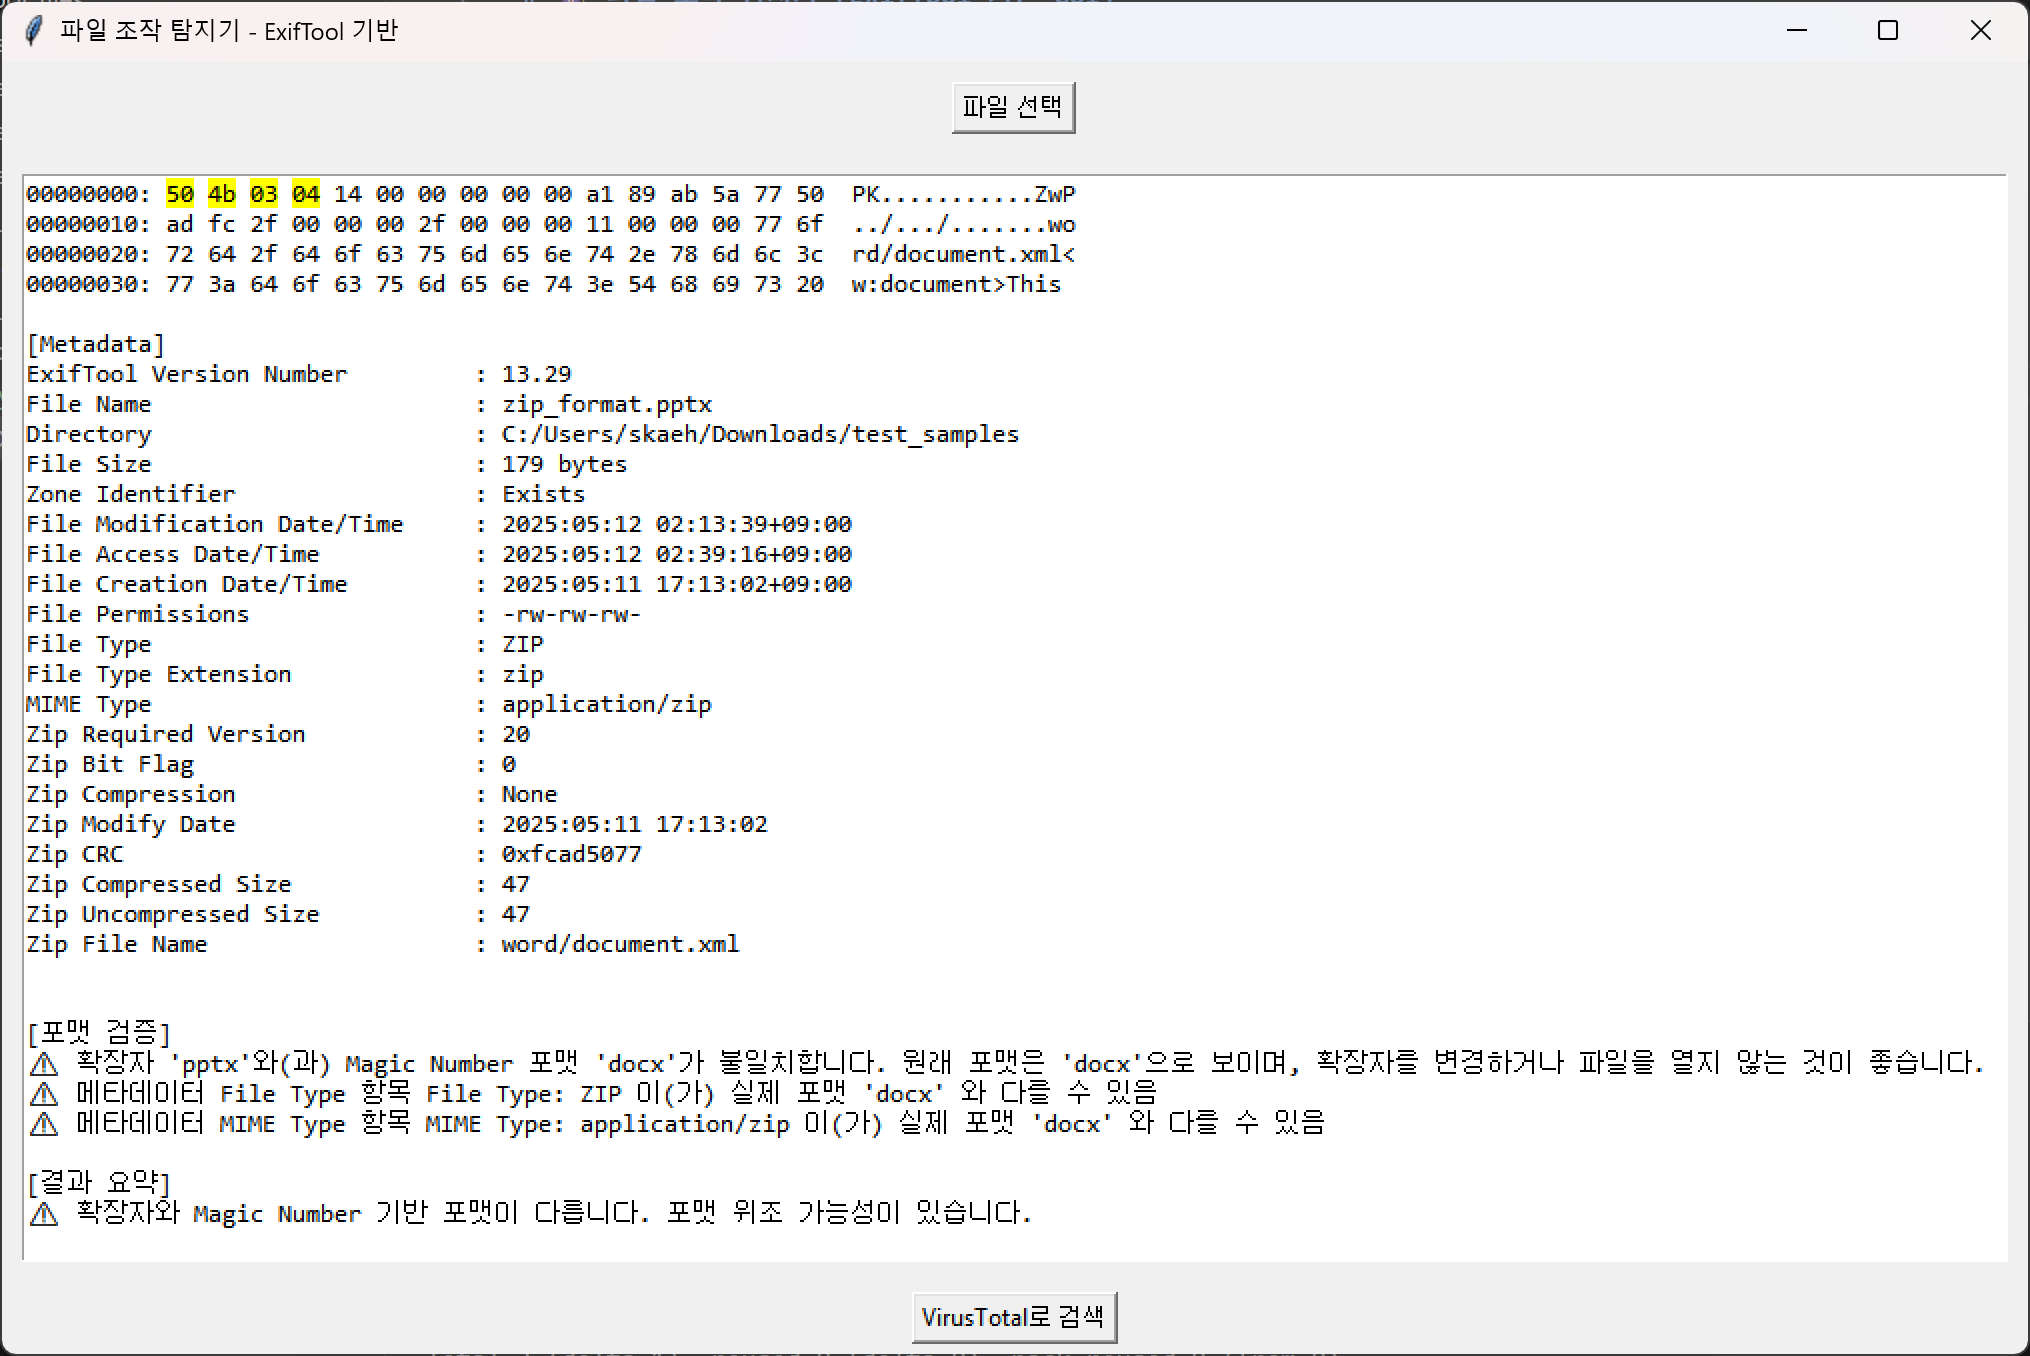 파일 조작 탐지기 - ExifTool 기반
파일 선택
00000000: 50 4b 03 04 14 00 00 00 00 00 a1 89 ab 5a 77 50  PK...........ZwP
00000010: ad fc 2f 00 00 00 2f 00 00 00 11 00 00 00 77 6f  ../.../.......wo
00000020: 72 64 2f 64 6f 63 75 6d 65 6e 74 2e 78 6d 6c 3c  rd/document.xml<
00000030: 77 3a 64 6f 63 75 6d 65 6e 74 3e 54 68 69 73 20  w:document>This
[Metadata]
ExifTool Version Number         : 13.29
File Name                       : zip_format.pptx
Directory                       : C:/Users/skaeh/Downloads/test_samples
File Size                       : 179 bytes
Zone Identifier                 : Exists
File Modification Date/Time     : 2025:05:12 02:13:39+09:00
File Access Date/Time           : 2025:05:12 02:39:16+09:00
File Creation Date/Time         : 2025:05:11 17:13:02+09:00
File Permissions                : -rw-rw-rw-
File Type                       : ZIP
File Type Extension             : zip
MIME Type                       : application/zip
Zip Required Version            : 20
Zip Bit Flag                    : 0
Zip Compression                 : None
Zip Modify Date                 : 2025:05:11 17:13:02
Zip CRC                         : 0xfcad5077
Zip Compressed Size             : 47
Zip Uncompressed Size           : 47
Zip File Name                   : word/document.xml
[포맷 검증]
⚠ 확장자 'pptx'와(과) Magic Number 포맷 'docx'가 불일치합니다. 원래 포맷은 'docx'으로 보이며, 확장자를 변경하거나 파일을 열지 않는 것이 좋습니다.
⚠ 메타데이터 File Type 항목 File Type: ZIP 이(가) 실제 포맷 'docx' 와 다를 수 있음
⚠ 메타데이터 MIME Type 항목 MIME Type: application/zip 이(가) 실제 포맷 'docx' 와 다를 수 있음
[결과 요약]
⚠ 확장자와 Magic Number 기반 포맷이 다릅니다. 포맷 위조 가능성이 있습니다.
VirusTotal로 검색